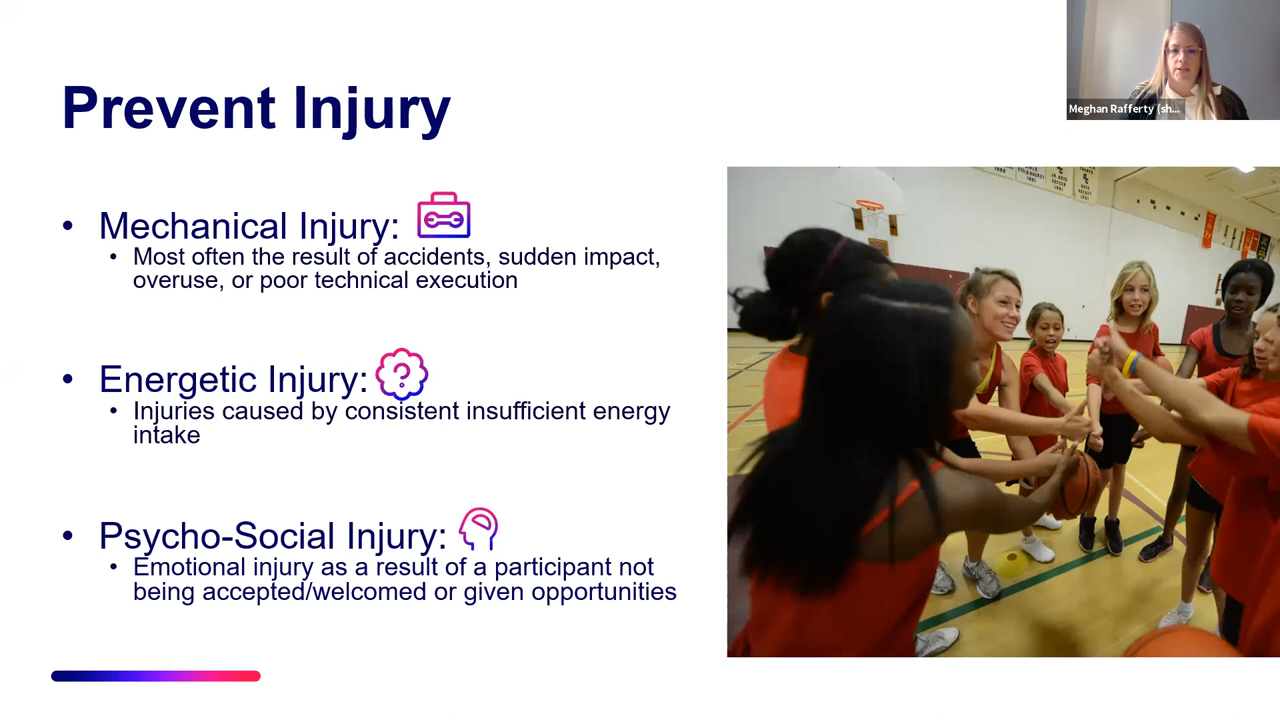 Meghan Rafferty (sh...
Prevent Injury
• Mechanical Injury:
• Most often the result of accidents, sudden impact,
overuse, or poor technical execution
• Energetic Injury:
?
• Injuries caused by consistent insufficient energy
intake
• Psycho-Social Injury:
• Emotional injury as a result of a participant not
being accepted/welcomed or given opportunities